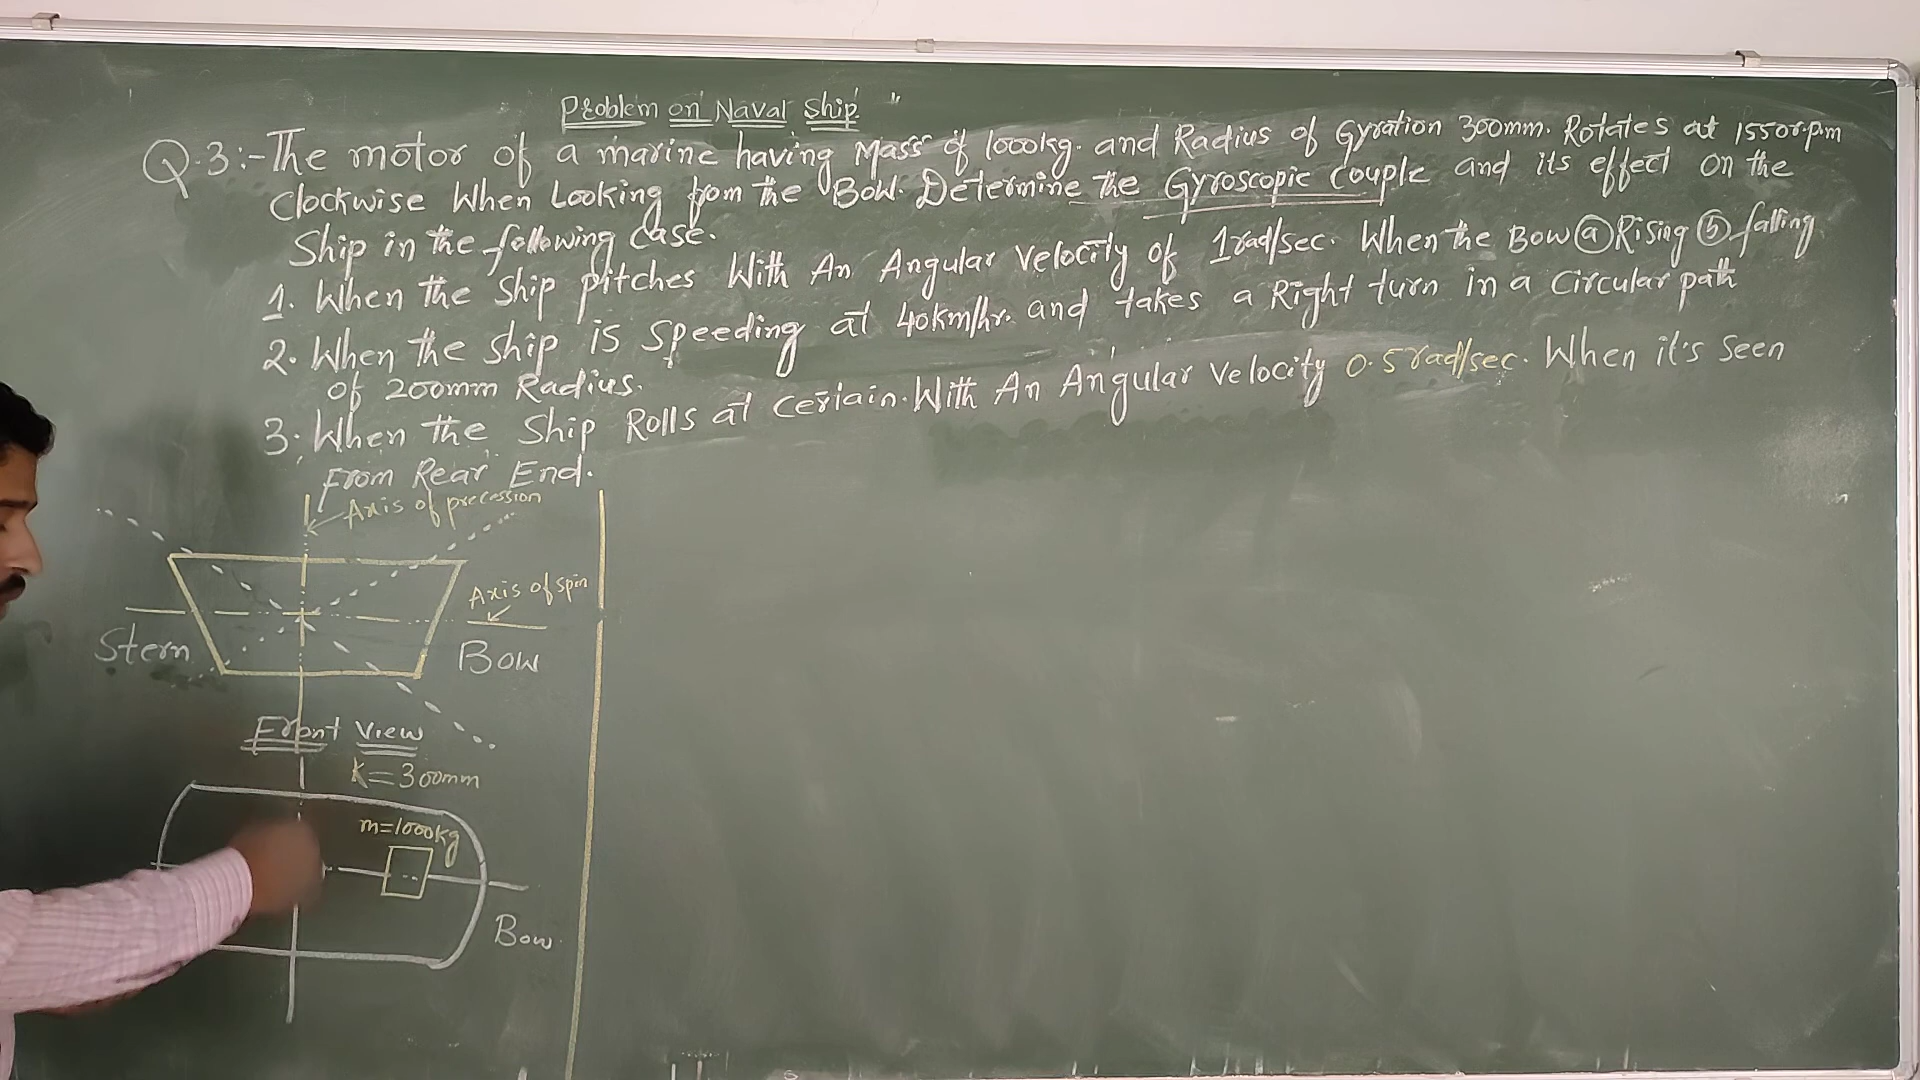 Problem on Naval Ship "
Q.3:- The motor of a marine having Mass of 1000kg. and Radius of Gyration 300mm. Rotates at 1550r.p.m
Clockwise When Looking from the Bow. Determine the Gyroscopic Couple and its effect on the
Ship in the following case.
1. When the Ship pitches With An Angular Velocity of 1rad/sec. When the Bow ⓐ Rising ⓑ falling
2. When the Ship is Speeding at 40km/hr. and takes a Right turn in a Circular path
of 200mm Radius.
3. When the Ship Rolls at Certain. With An Angular Velocity 0.5 rad/sec. When it's Seen
From Rear End.
Axis of precession
Axis of spin
Stern
Bow
Front View
K=300mm
m=1000kg
Bow.